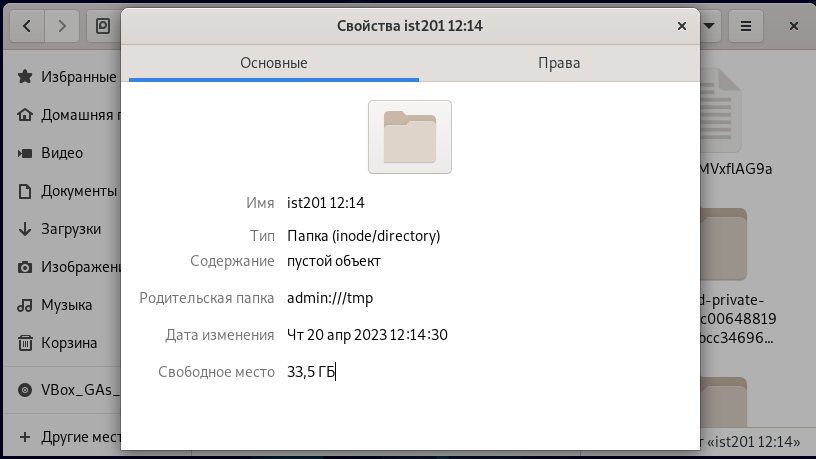 Свойства ist201 12:14
Основные
Права
Имя ist201 12:14
Тип Папка (inode/directory)
Содержание пустой объект
Родительская папка admin:///tmp
Дата изменения Чт 20 апр 2023 12:14:30
Свободное место 33,5 ГБ
Избранные
Домашняя п
Видео
Документы
Загрузки
Изображени
Музыка
Корзина
VBox_GAs_
Другие мест
MVxflAG9a
d-private-
c00648819
bcc34696...
т «ist201 12:14»